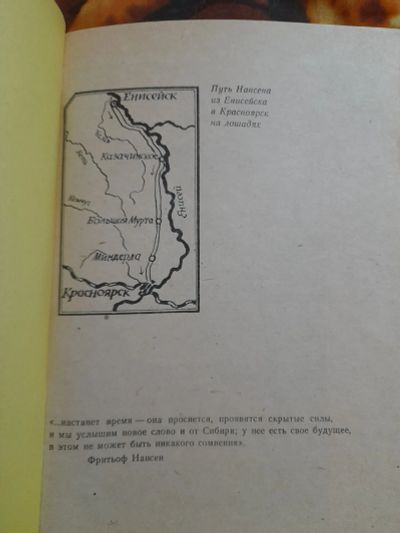 Путь Нансена
из Енисейска
в Красноярск
на лошадях
ЕНИСЕЙСК
Казачинское
Енисей
Большая Мурта
Миндерла
Красноярск
«...настанет время — она проснется, проявятся скрытые силы,
и мы услышим новое слово и от Сибири; у нее есть свое будущее,
в этом не может быть никакого сомнения».
Фритьоф Нансен